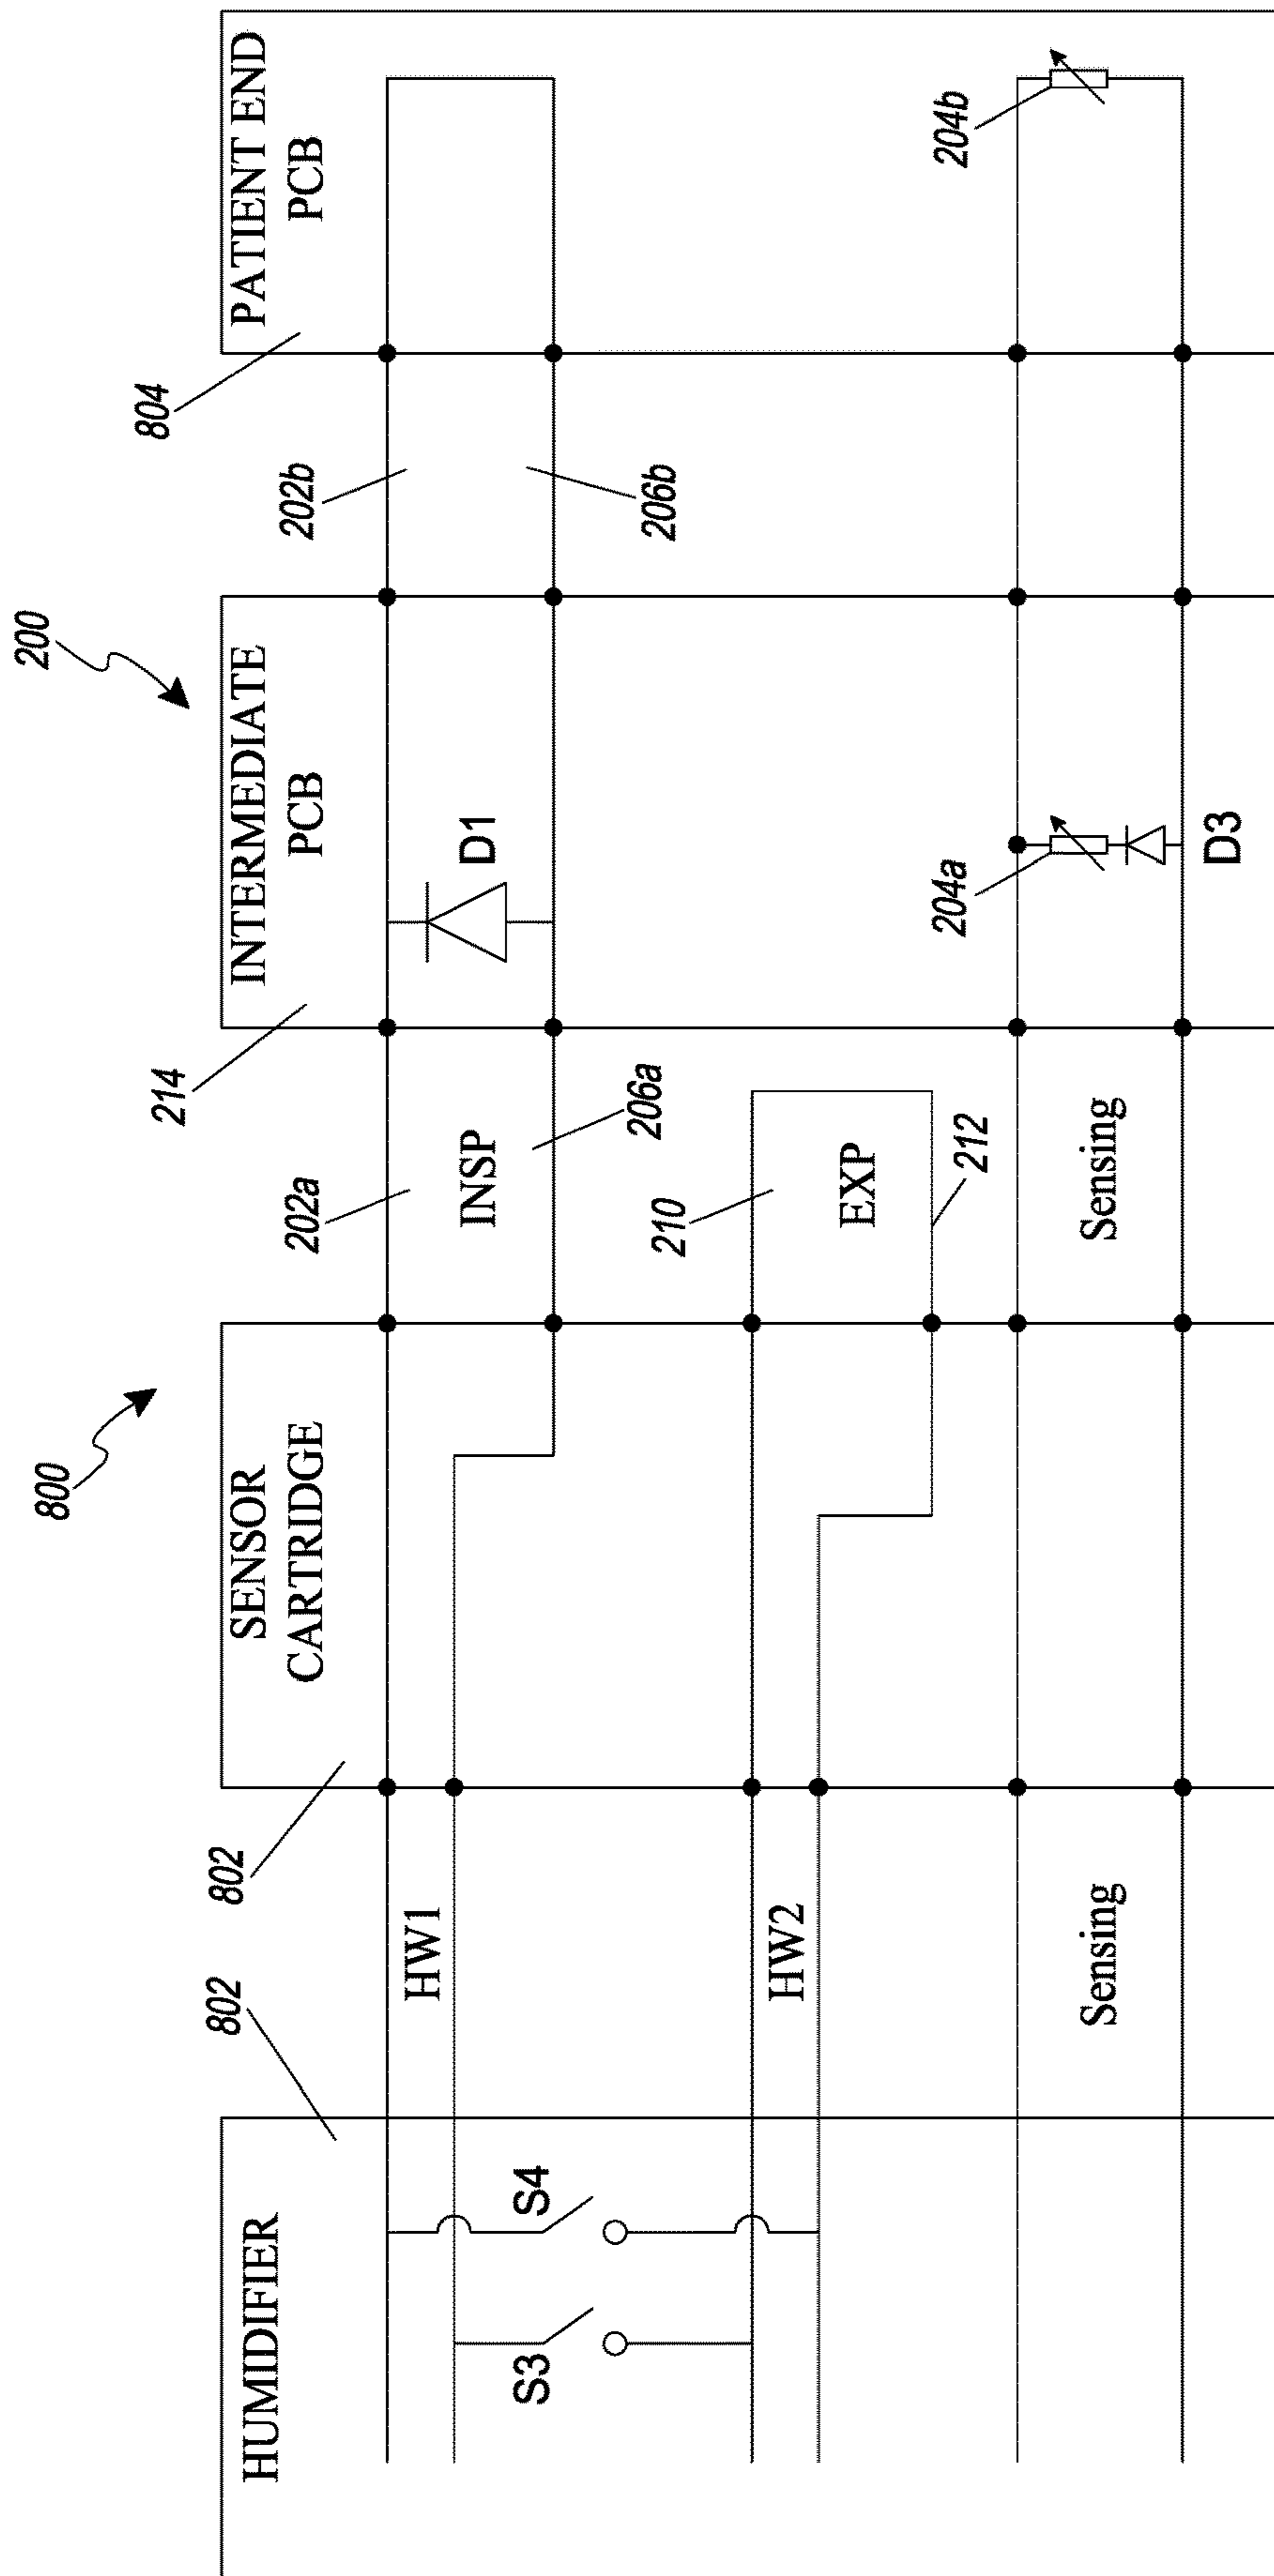 800
200
HUMIDIFIER
802
802
SENSOR
CARTRIDGE
214
INTERMEDIATE
PCB
804
PATIENT END
PCB
S3
S4
HW1
HW2
Sensing
202a
INSP
206a
210
EXP
212
Sensing
D1
204a
D3
202b
206b
204b